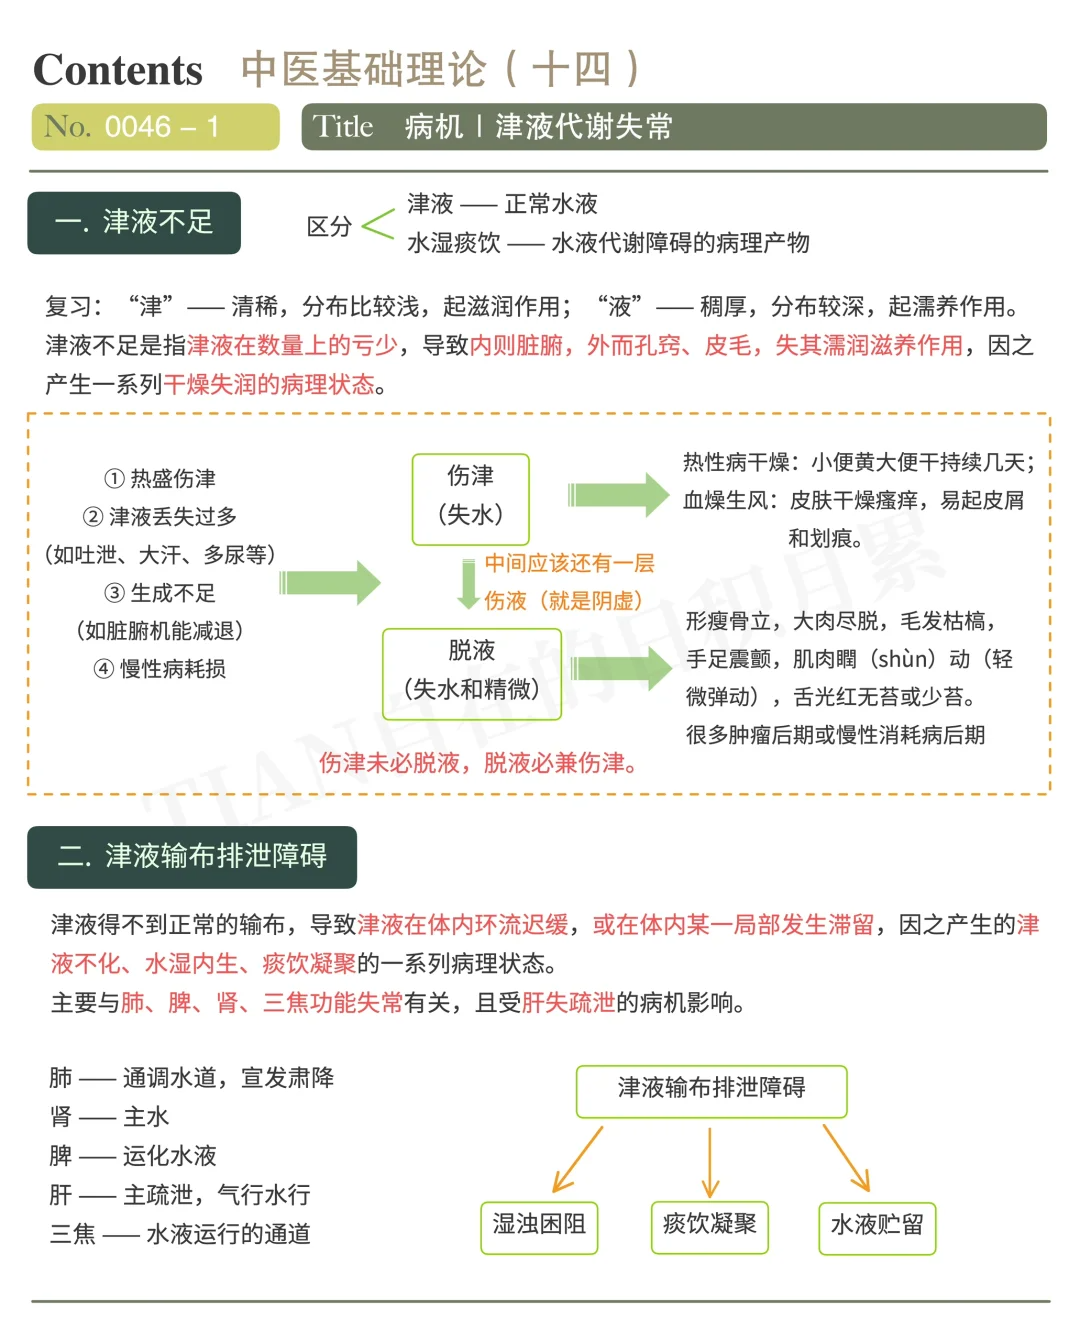 Contents 中医基础理论（十四）
No. 0046 – 1
Title 病机 | 津液代谢失常
一. 津液不足
区分
津液 —— 正常水液
水湿痰饮 —— 水液代谢障碍的病理产物
复习：“津”—— 清稀，分布比较浅，起滋润作用；“液”—— 稠厚，分布较深，起濡养作用。
津液不足是指津液在数量上的亏少，导致内则脏腑，外而孔窍、皮毛，失其濡润滋养作用，因之
产生一系列干燥失润的病理状态。
① 热盛伤津
② 津液丢失过多
（如吐泄、大汗、多尿等）
③ 生成不足
（如脏腑机能减退）
④ 慢性病耗损
伤津
（失水）
中间应该还有一层
伤液（就是阴虚）
脱液
（失水和精微）
热性病干燥：小便黄大便干持续几天；
血燥生风：皮肤干燥瘙痒，易起皮屑
和划痕。
形瘦骨立，大肉尽脱，毛发枯槁，
手足震颤，肌肉瞤（shùn）动（轻
微弹动），舌光红无苔或少苔。
很多肿瘤后期或慢性消耗病后期
伤津未必脱液，脱液必兼伤津。
TIAN自在的日积月累
二. 津液输布排泄障碍
津液得不到正常的输布，导致津液在体内环流迟缓，或在体内某一局部发生滞留，因之产生的津
液不化、水湿内生、痰饮凝聚的一系列病理状态。
主要与肺、脾、肾、三焦功能失常有关，且受肝失疏泄的病机影响。
肺 —— 通调水道，宣发肃降
肾 —— 主水
脾 —— 运化水液
肝 —— 主疏泄，气行水行
三焦 —— 水液运行的通道
津液输布排泄障碍
湿浊困阻
痰饮凝聚
水液贮留